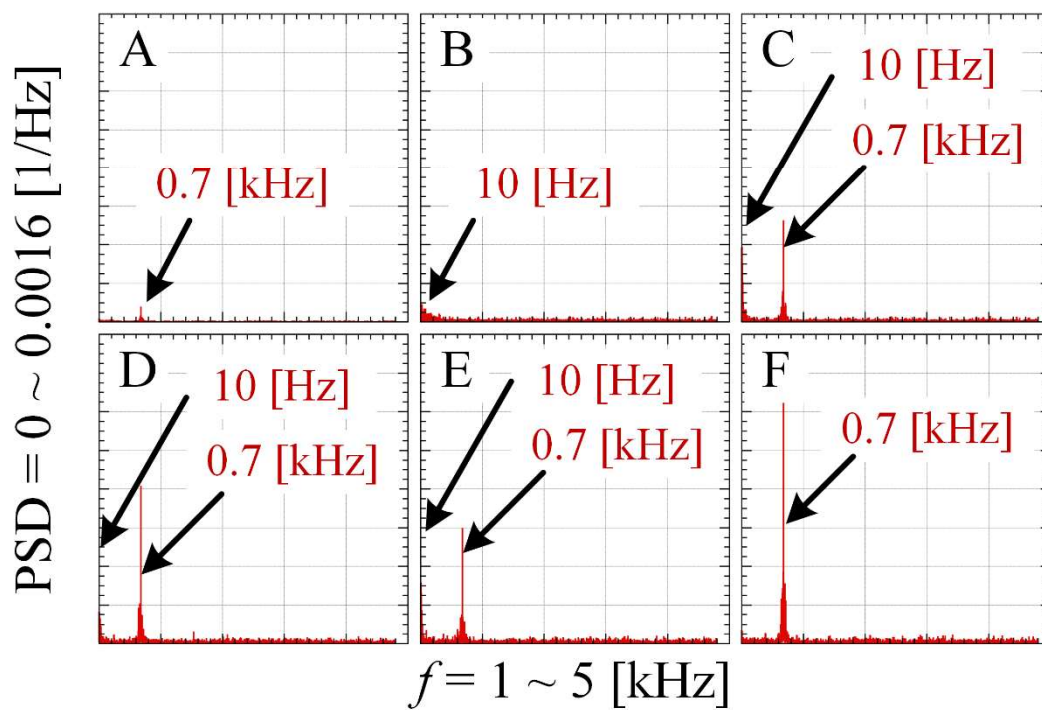 PSD = 0 ~ 0.0016 [1/Hz]
A
0.7 [kHz]
B
10 [Hz]
C
10 [Hz]
0.7 [kHz]
D
10 [Hz]
0.7 [kHz]
E
10 [Hz]
0.7 [kHz]
F
0.7 [kHz]
f = 1 ~ 5 [kHz]